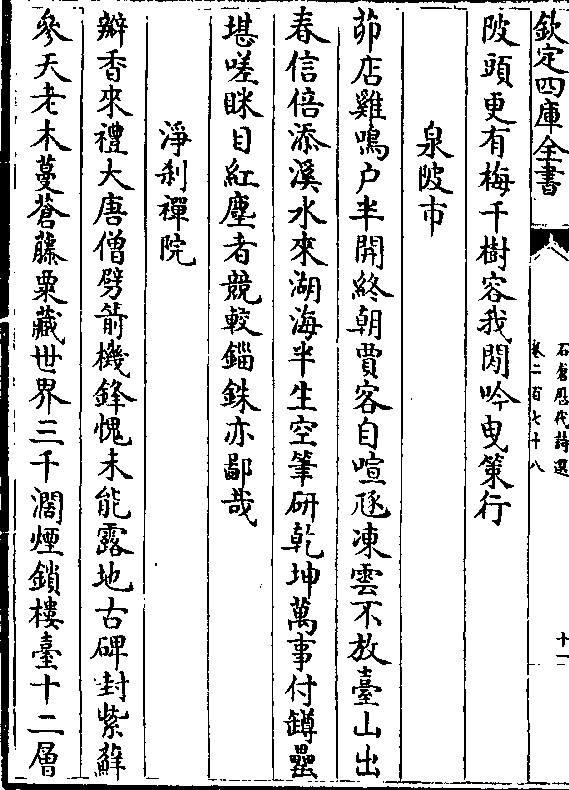 欽定四庫全書
石倉歷代詩選
卷二百七十八
十一
陂頭更有梅千樹容我閑吟曳策行
泉陂市
茆店雞鳴户半開終朝賈客自喧豗凍雲不放臺山出
春信倍添溪水來湖海半生空筆研乾坤萬事付罇罍
堪嗟眯目紅塵者競較錙銖亦鄙哉
淨刹禪院
辦香來禮大唐僧劈箭機鋒愧未能露地古碑封紫蘚
參天老木蔓蒼藤粟藏世界三千濶煙鎖樓臺十二層